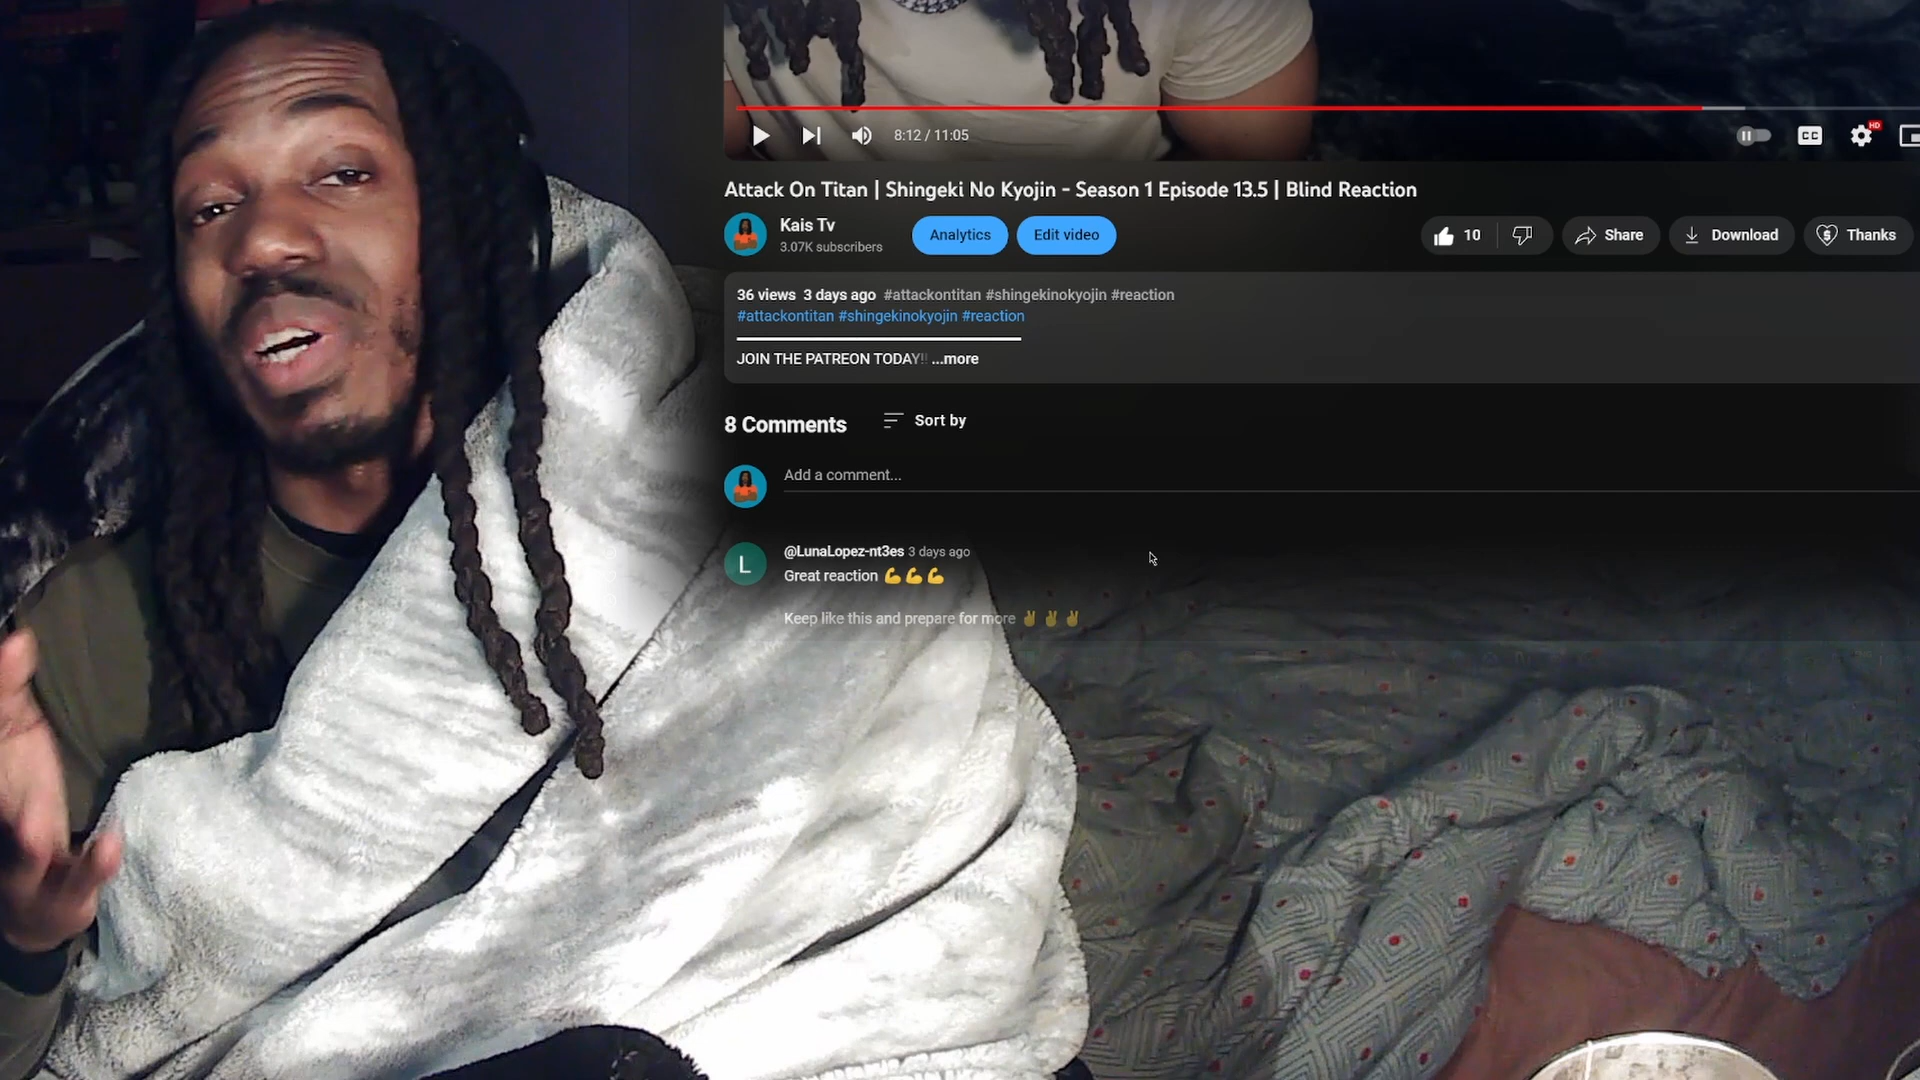 8:12 / 11:05
CC
HD
Attack On Titan | Shingeki No Kyojin - Season 1 Episode 13.5 | Blind Reaction
Kais Tv
3.07K subscribers
Analytics
Edit video
10
Share
Download
Thanks
36 views 3 days ago #attackontitan #shingekinokyojin #reaction
#attackontitan #shingekinokyojin #reaction
JOIN THE PATREON TODAY!! ...more
8 Comments
Sort by
Add a comment...
L
@LunaLopez-nt3es 3 days ago
Great reaction 💪💪💪
Keep like this and prepare for more ✌✌✌